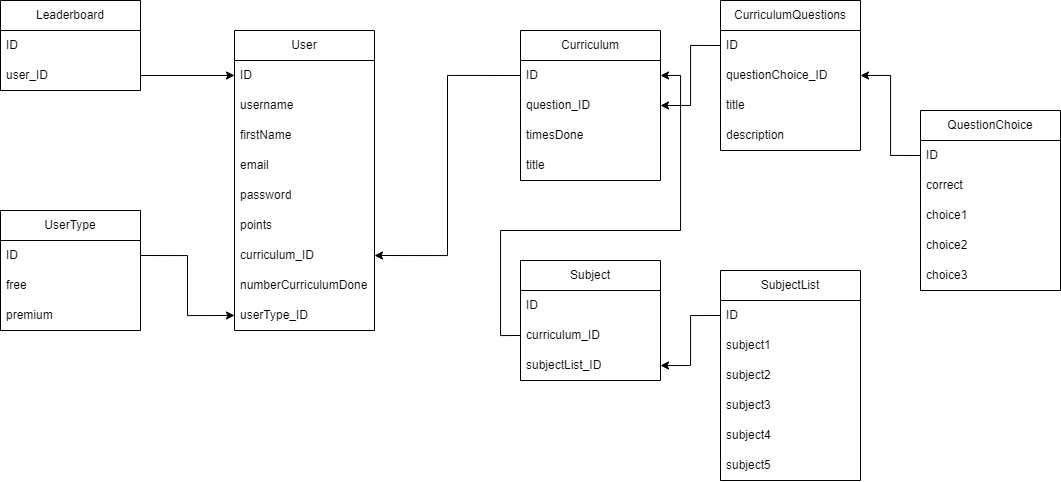 Leaderboard
ID
user_ID
User
ID
username
firstName
email
password
points
curriculum_ID
numberCurriculumDone
userType_ID
UserType
ID
free
premium
Curriculum
ID
question_ID
timesDone
title
CurriculumQuestions
ID
questionChoice_ID
title
description
QuestionChoice
ID
correct
choice1
choice2
choice3
Subject
ID
curriculum_ID
subjectList_ID
SubjectList
ID
subject1
subject2
subject3
subject4
subject5